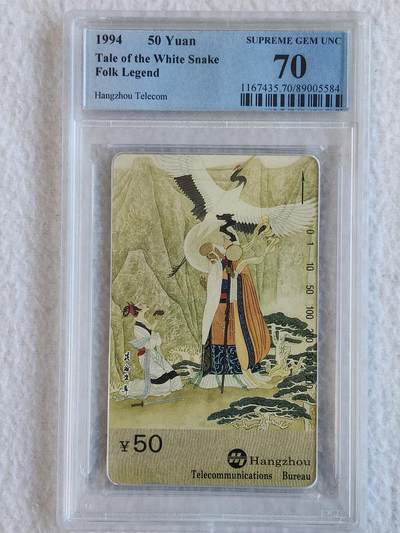 1994 50 Yuan
Tale of the White Snake
Folk Legend
Hangzhou Telecom
SUPREME GEM UNC
70
1167435.70/89005584
0
1
10
50
100
¥50
Hangzhou
Telecommunications Bureau